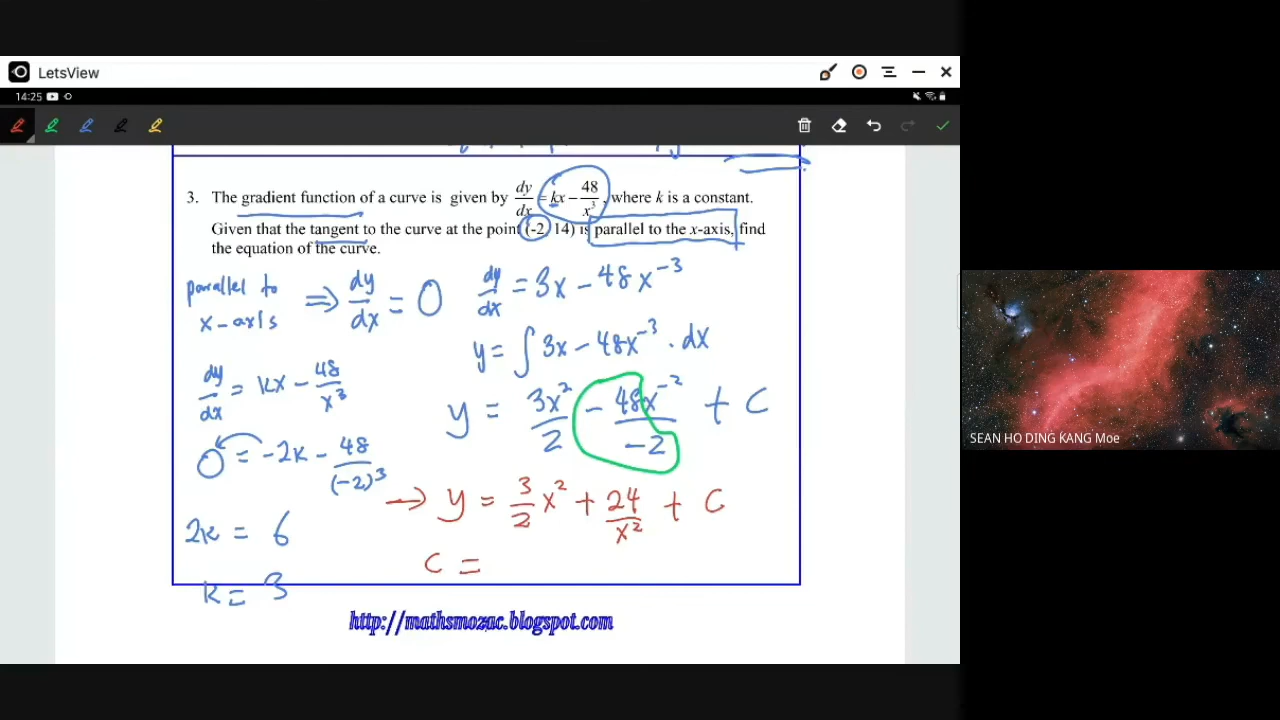 LetsView
14:25
3. The gradient function of a curve is given by dy/dx = kx − 48/x³, where k is a constant.
Given that the tangent to the curve at the point (-2, 14) is parallel to the x-axis, find
the equation of the curve.
parallel to x-axis ⟹ dy/dx = 0
dy/dx = kx − 48/x³
0 = -2k − 48/(-2)³
2k = 6
k = 3
dy/dx = 3x − 48x⁻³
y = ∫ 3x − 48x⁻³ . dx
y = 3x²/2 − 48x⁻²/−2 + C
→ y = 3/2 x² + 24/x² + C
C =
http://mathsmozac.blogspot.com
SEAN HO DING KANG Moe